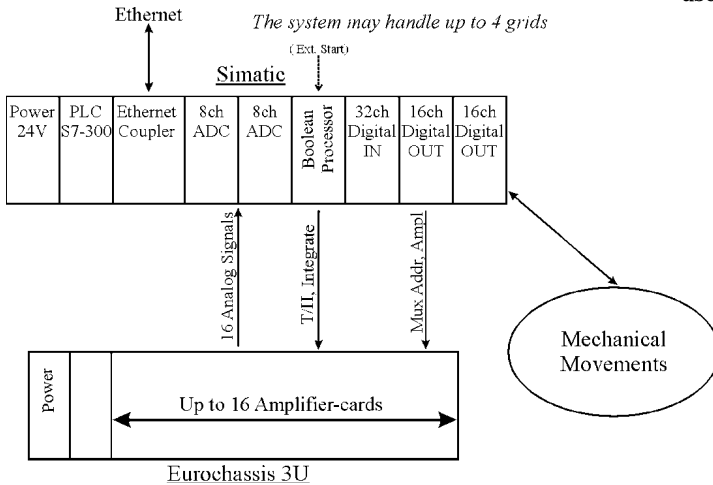 use
Ethernet
The system may handle up to 4 grids
( Ext. Start)
Simatic
Power
24V
PLC
S7-300
Ethernet
Coupler
8ch
ADC
8ch
ADC
Boolean
Processor
32ch
Digital
IN
16ch
Digital
OUT
16ch
Digital
OUT
16 Analog Signals
T/H, Integrate
Mux Addr, Ampl
Mechanical
Movements
Power
Up to 16 Amplifier-cards
Eurochassis 3U